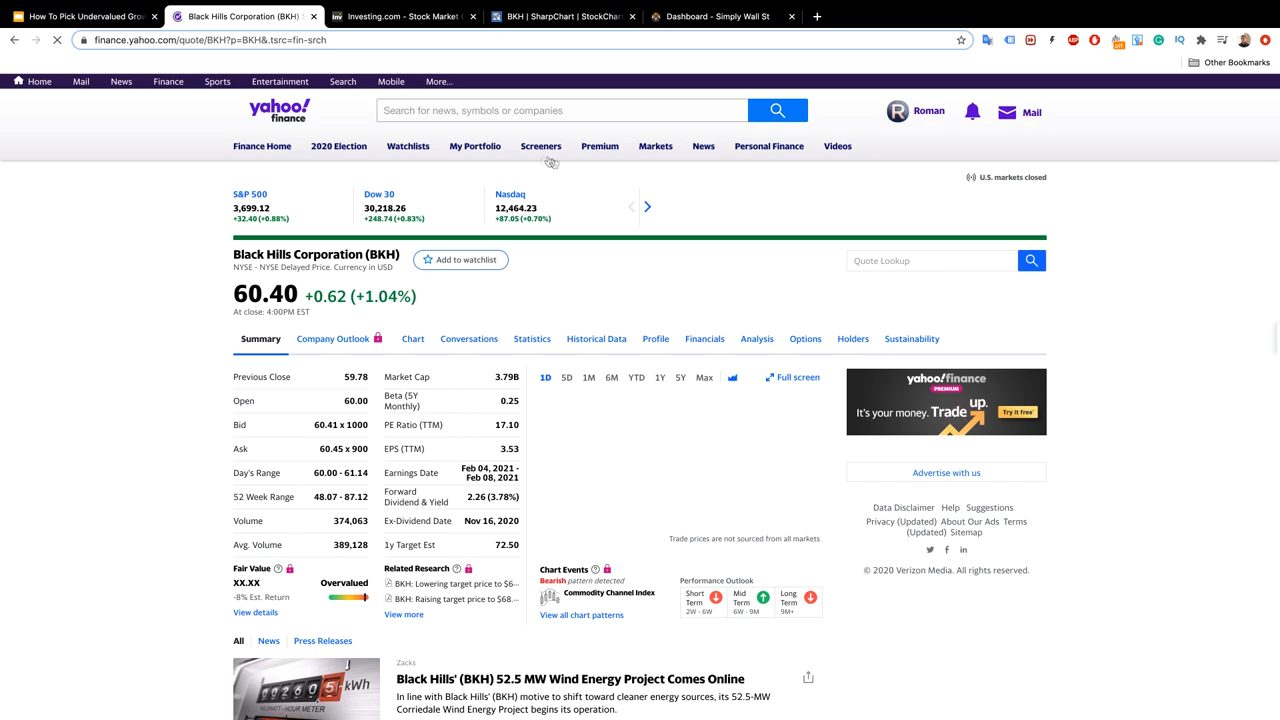 How To Pick Undervalued Grow
Black Hills Corporation (BKH) S
Investing.com - Stock Market Q
BKH | SharpChart | StockChart
Dashboard - Simply Wall St
finance.yahoo.com/quote/BKH?p=BKH&.tsrc=fin-srch
Other Bookmarks
Home Mail News Finance Sports Entertainment Search Mobile More...
yahoo!
finance
Search for news, symbols or companies
Roman
Mail
Finance Home 2020 Election Watchlists My Portfolio Screeners Premium Markets News Personal Finance Videos
U.S. markets closed
S&P 500
3,699.12
+32.40 (+0.88%)
Dow 30
30,218.26
+248.74 (+0.83%)
Nasdaq
12,464.23
+87.05 (+0.70%)
Black Hills Corporation (BKH)
NYSE - NYSE Delayed Price. Currency in USD
Add to watchlist
Quote Lookup
60.40 +0.62 (+1.04%)
At close: 4:00PM EST
Summary Company Outlook Chart Conversations Statistics Historical Data Profile Financials Analysis Options Holders Sustainability
Previous Close 59.78
Open 60.00
Bid 60.41 x 1000
Ask 60.45 x 900
Day's Range 60.00 - 61.14
52 Week Range 48.07 - 87.12
Volume 374,063
Avg. Volume 389,128
Market Cap 3.79B
Beta (5Y
Monthly) 0.25
PE Ratio (TTM) 17.10
EPS (TTM) 3.53
Earnings Date Feb 04, 2021 -
Feb 08, 2021
Forward
Dividend & Yield 2.26 (3.78%)
Ex-Dividend Date Nov 16, 2020
1y Target Est 72.50
1D 5D 1M 6M YTD 1Y 5Y Max
Full screen
Trade prices are not sourced from all markets
yahoo!finance
PREMIUM
It's your money. Trade up.
Try it free*
Advertise with us
Data Disclaimer Help Suggestions
Privacy (Updated) About Our Ads Terms
(Updated) Sitemap
© 2020 Verizon Media. All rights reserved.
Fair Value
XX.XX Overvalued
-8% Est. Return
View details
Related Research
BKH: Lowering target price to $6...
BKH: Raising target price to $68....
View more
Chart Events
Bearish pattern detected
Commodity Channel Index
View all chart patterns
Performance Outlook
Short
Term
2W - 6W
Mid
Term
6W - 9M
Long
Term
9M+
All News Press Releases
Zacks
Black Hills' (BKH) 52.5 MW Wind Energy Project Comes Online
In line with Black Hills' (BKH) motive to shift toward cleaner energy sources, its 52.5-MW
Corriedale Wind Energy Project begins its operation.
kWh